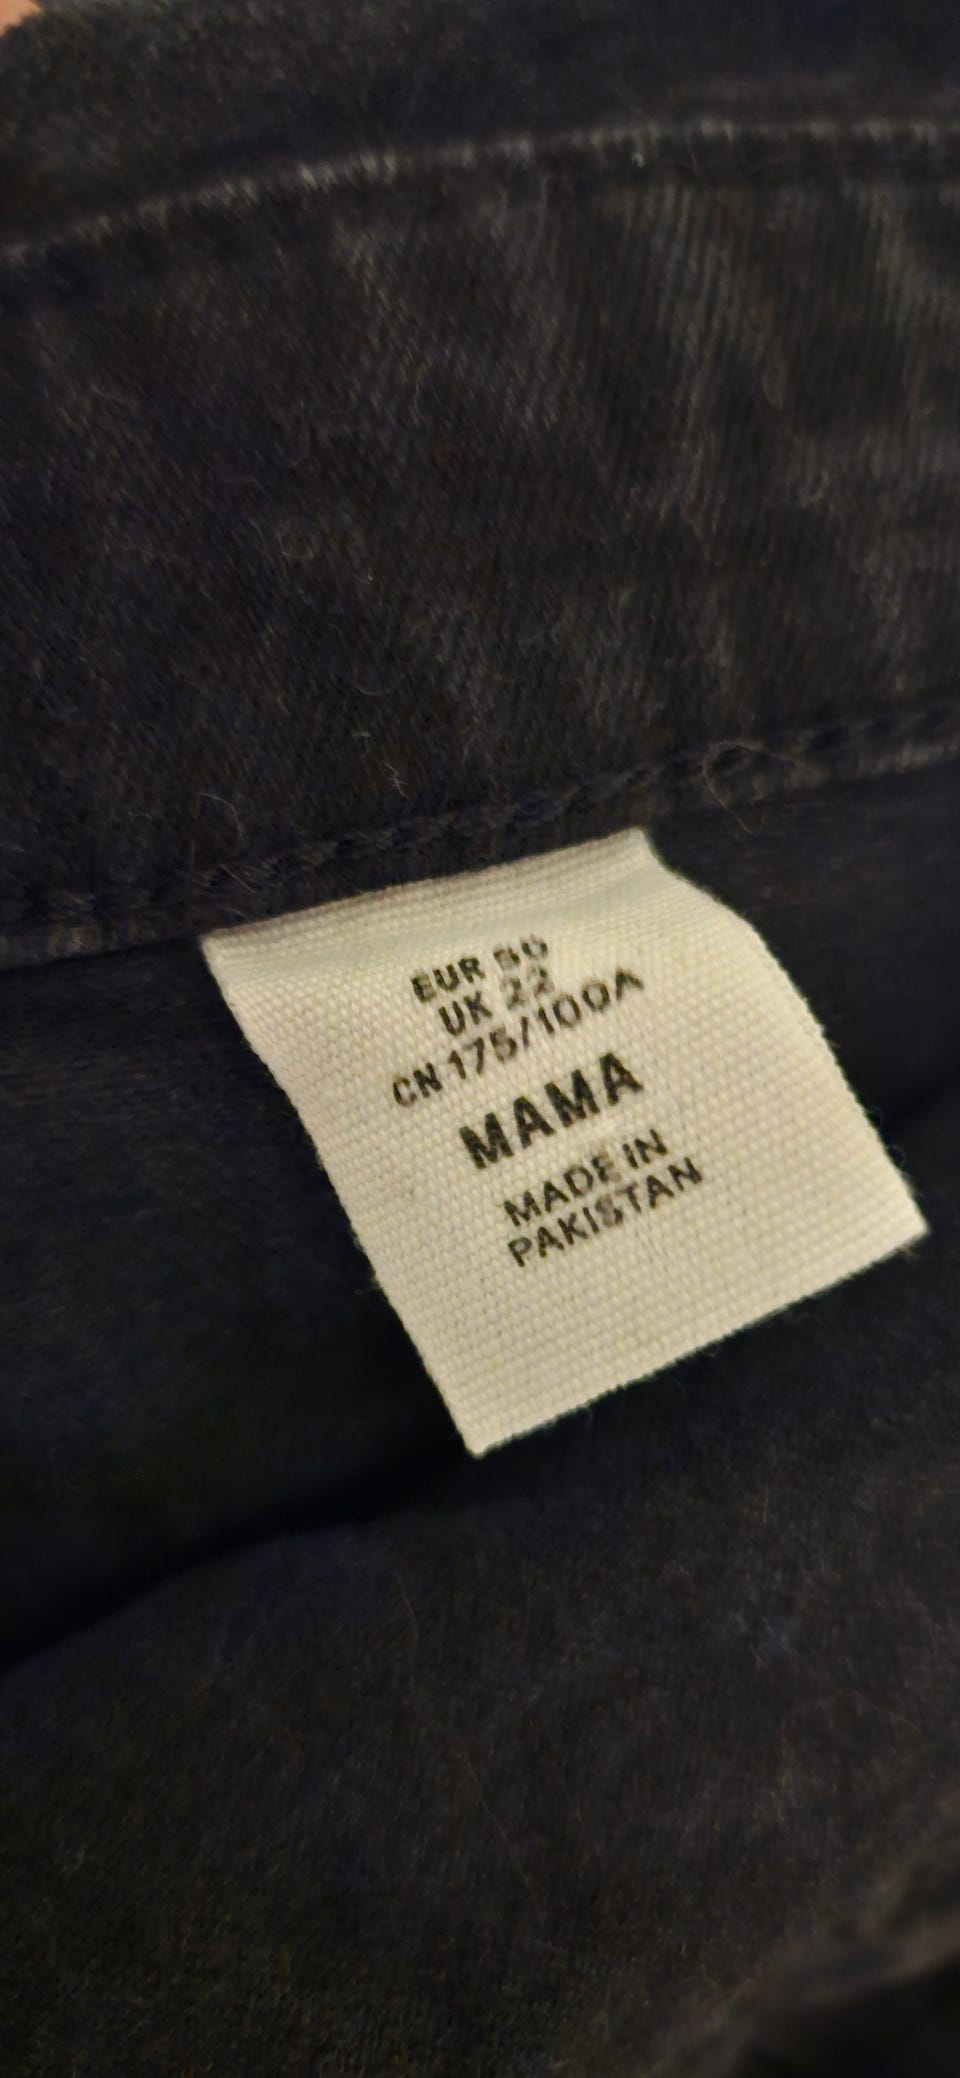 EUR 50
UK 22
CN 175/100A
MAMA
MADE IN
PAKISTAN